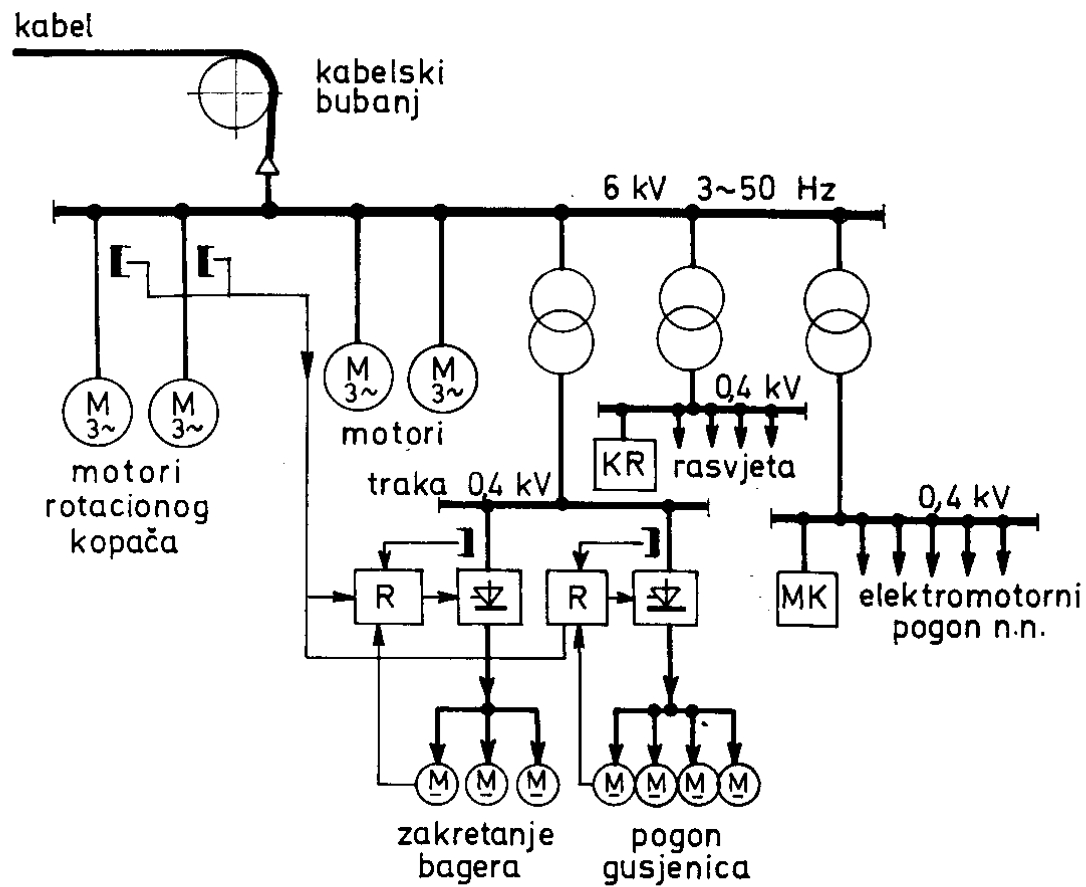 kabel
kabelski
bubanj
6 kV 3~50 Hz
M
3~
M
3~
M
3~
M
3~
motori
rotacionog
kopača
motori
traka 0,4 kV
0,4 kV
KR
rasvjeta
0,4 kV
MK
elektromotorni
pogon n.n.
R
R
M
M
M
M
M
M
M
zakretanje
bagera
pogon
gusjenica